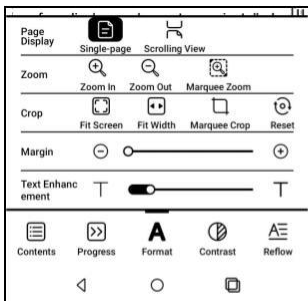 Page
Display
Single-page Scrolling View
Zoom
Zoom In Zoom Out Marquee Zoom
Crop
Fit Screen Fit Width Marquee Crop Reset
Margin
Text Enhanc
ement
Contents Progress Format Contrast Reflow